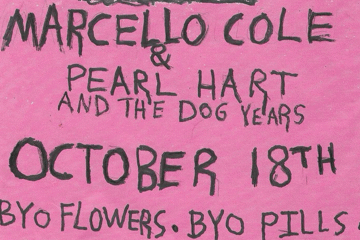 MARCELLO COLE
&
PEARL HART
AND THE DOG YEARS
OCTOBER 18TH
BYO FLOWERS. BYO PILLS.